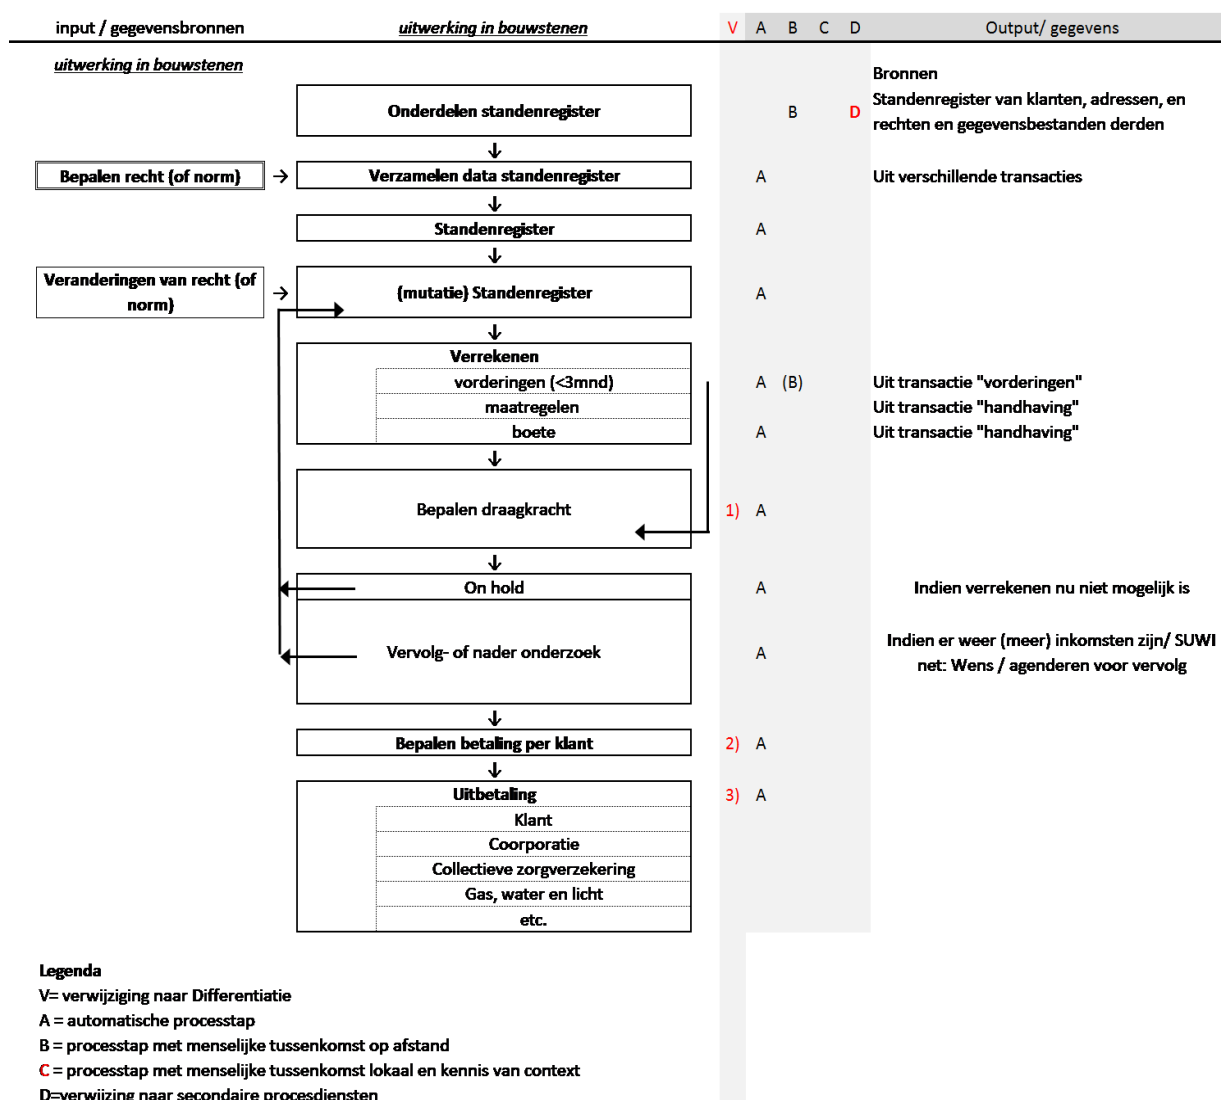 input / gegevensbronnen uitwerking in bouwstenen V A B C D Output/ gegevens
uitwerking in bouwstenen
Bronnen
Onderdelen standenregister B D Standenregister van klanten, adressen, en
rechten en gegevensbestanden derden
Bepalen recht (of norm) → Verzamelen data standenregister A Uit verschillende transacties
Standenregister A
Veranderingen van recht (of
norm) → (mutatie) Standenregister A
Verrekenen
vorderingen (<3mnd) A (B) Uit transactie "vorderingen"
maatregelen Uit transactie "handhaving"
boete A Uit transactie "handhaving"
Bepalen draagkracht 1) A
On hold A Indien verrekenen nu niet mogelijk is
Vervolg- of nader onderzoek A Indien er weer (meer) inkomsten zijn/ SUWI
net: Wens / agenderen voor vervolg
Bepalen betaling per klant 2) A
Uitbetaling 3) A
Klant
Coorporatie
Collectieve zorgverzekering
Gas, water en licht
etc.
Legenda
V= verwijziging naar Differentiatie
A = automatische processtap
B = processtap met menselijke tussenkomst op afstand
C = processtap met menselijke tussenkomst lokaal en kennis van context
D=verwijzing naar secondaire procesdiensten